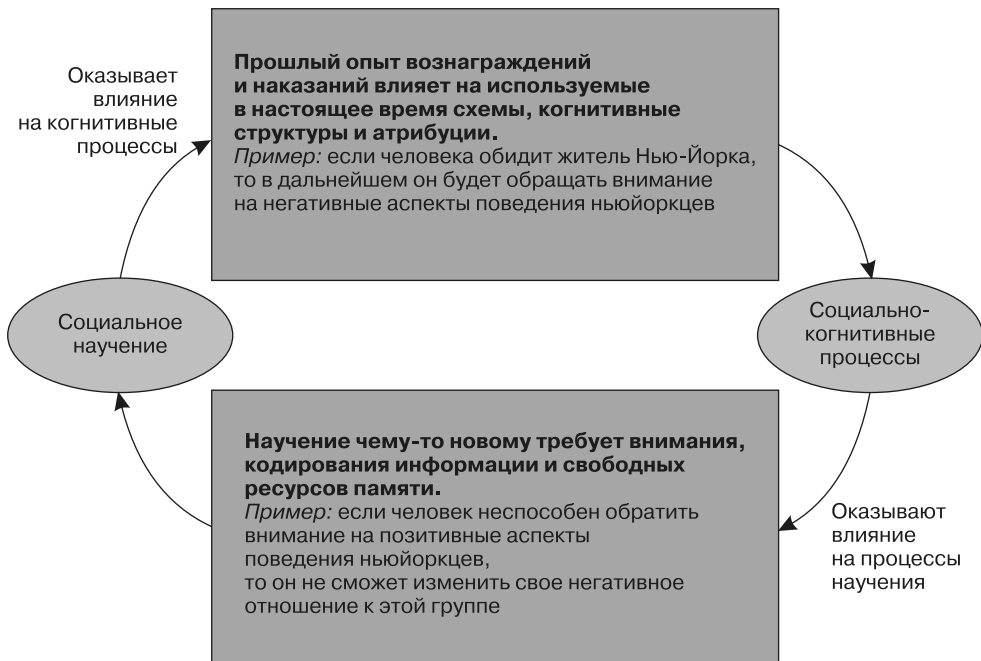 Прошлый опыт вознаграждений
и наказаний влияет на используемые
в настоящее время схемы, когнитивные
структуры и атрибуции.
Пример: если человека обидит житель Нью-Йорка,
то в дальнейшем он будет обращать внимание
на негативные аспекты поведения ньюйоркцев
Оказывает
влияние
на когнитивные
процессы
Социальное
научение
Социально-
когнитивные
процессы
Научение чему-то новому требует внимания,
кодирования информации и свободных
ресурсов памяти.
Пример: если человек неспособен обратить
внимание на позитивные аспекты
поведения ньюйоркцев,
то он не сможет изменить свое негативное
отношение к этой группе
Оказывают
влияние
на процессы
научения